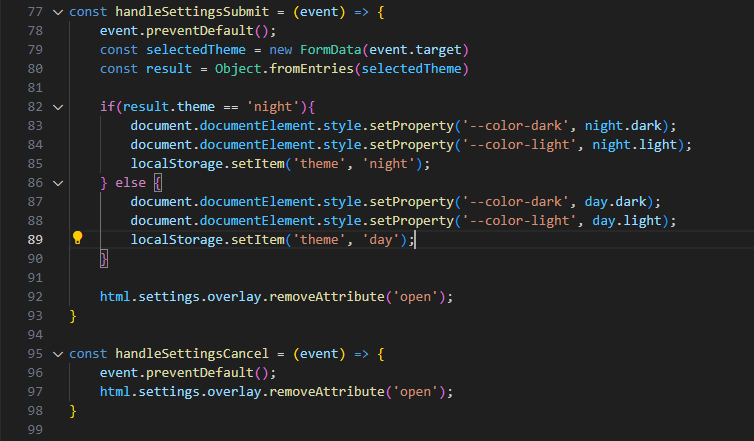 77 const handleSettingsSubmit = (event) => {
78     event.preventDefault();
79     const selectedTheme = new FormData(event.target)
80     const result = Object.fromEntries(selectedTheme)
81
82     if(result.theme == 'night'){
83         document.documentElement.style.setProperty('--color-dark', night.dark);
84         document.documentElement.style.setProperty('--color-light', night.light);
85         localStorage.setItem('theme', 'night');
86     } else {
87         document.documentElement.style.setProperty('--color-dark', day.dark);
88         document.documentElement.style.setProperty('--color-light', day.light);
89         localStorage.setItem('theme', 'day');
90     }
91
92     html.settings.overlay.removeAttribute('open');
93 }
94
95 const handleSettingsCancel = (event) => {
96     event.preventDefault();
97     html.settings.overlay.removeAttribute('open');
98 }
99